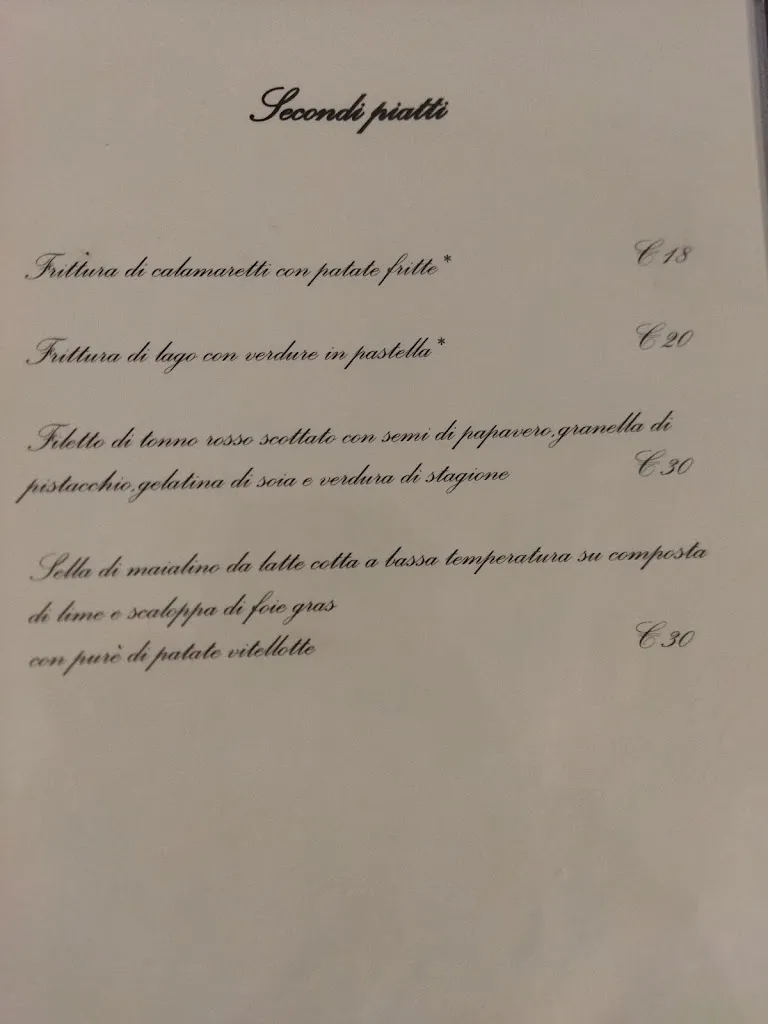 Secondi piatti
Frittura di calamaretti con patate fritte* € 18
Frittura di lago con verdure in pastella* € 20
Filetto di tonno rosso scottato con semi di papavero,granella di
pistacchio,gelatina di soia e verdura di stagione € 30
Sella di maialino da latte cotta a bassa temperatura su composta
di lime e scaloppa di foie gras
con purè di patate vitellotte € 30